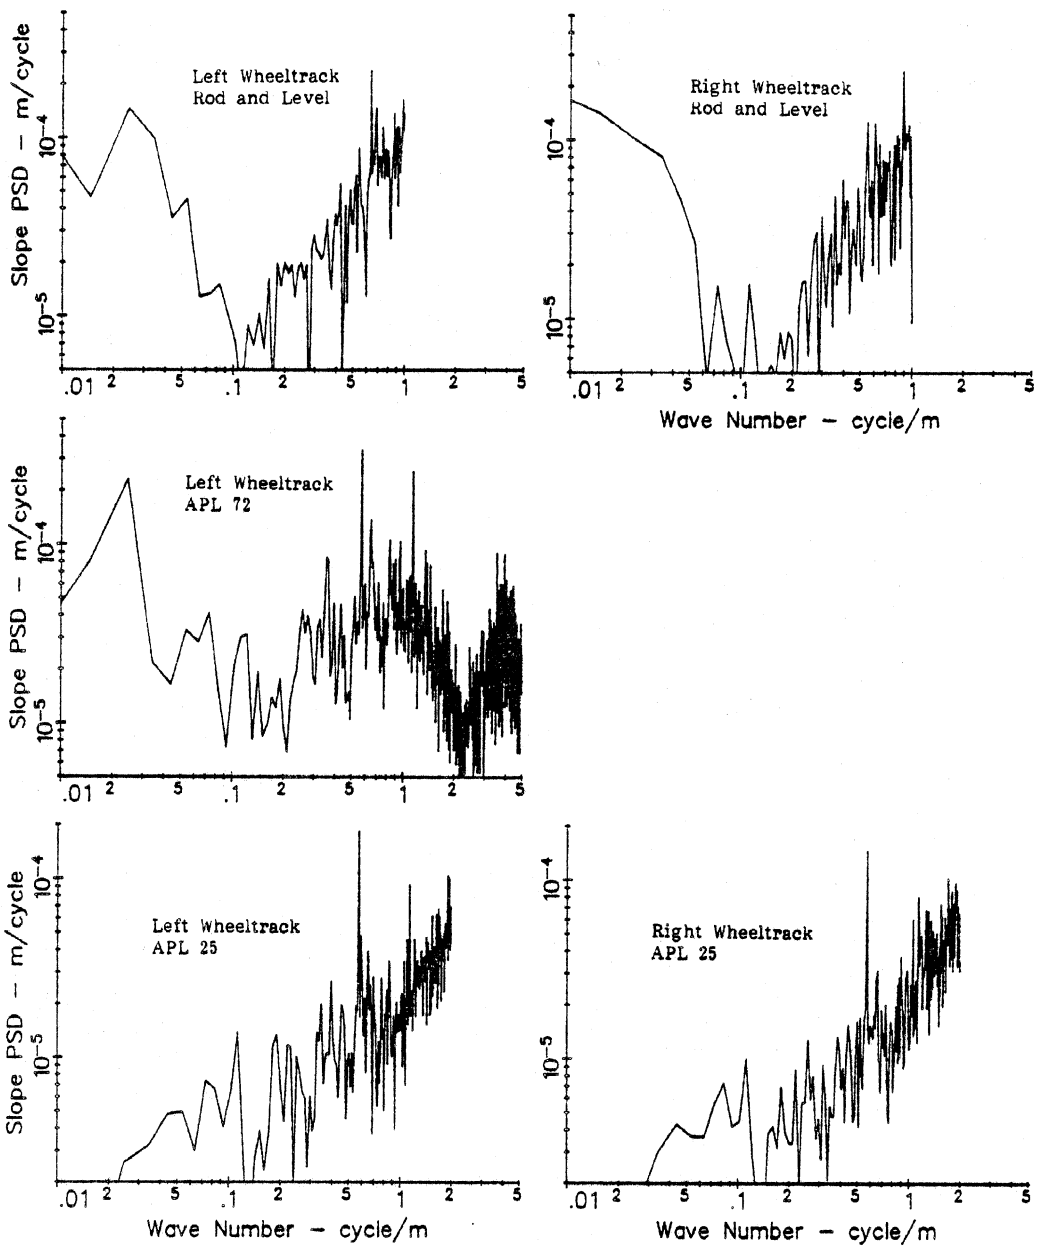 Slope PSD – m/cycle
10⁻⁴
10⁻⁵
Left Wheeltrack
Rod and Level
.01 2 5 .1 2 5 1 2 5
10⁻⁴
10⁻⁵
Right Wheeltrack
Rod and Level
.01 2 5 .1 2 5 1 2 5
Wave Number – cycle/m
Slope PSD – m/cycle
10⁻⁴
10⁻⁵
Left Wheeltrack
APL 72
.01 2 5 .1 2 5 1 2 5
Slope PSD – m/cycle
10⁻⁴
10⁻⁵
Left Wheeltrack
APL 25
.01 2 5 .1 2 5 1 2 5
Wave Number – cycle/m
10⁻⁴
10⁻⁵
Right Wheeltrack
APL 25
.01 2 5 .1 2 5 1 2 5
Wave Number – cycle/m